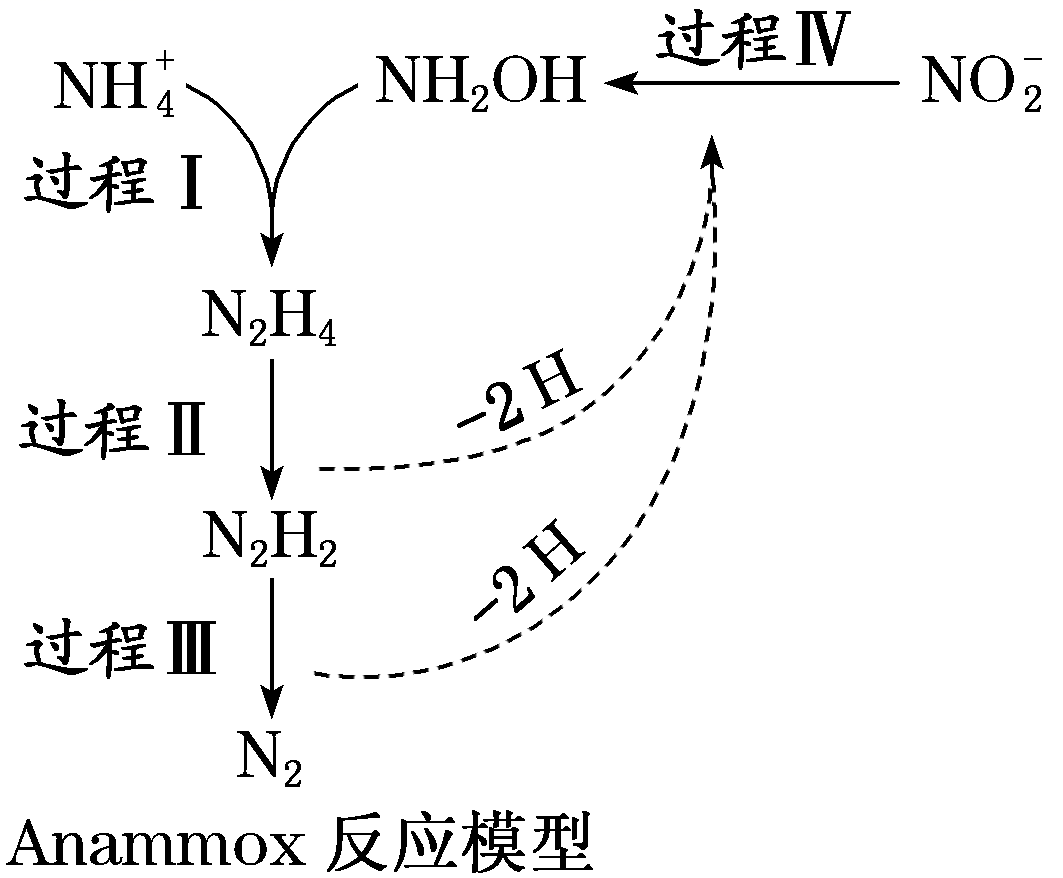 NH₄⁺ NH₂OH 过程Ⅳ NO₂⁻
过程Ⅰ
N₂H₄
过程Ⅱ -2H
N₂H₂
过程Ⅲ -2H
N₂
Anammox 反应模型